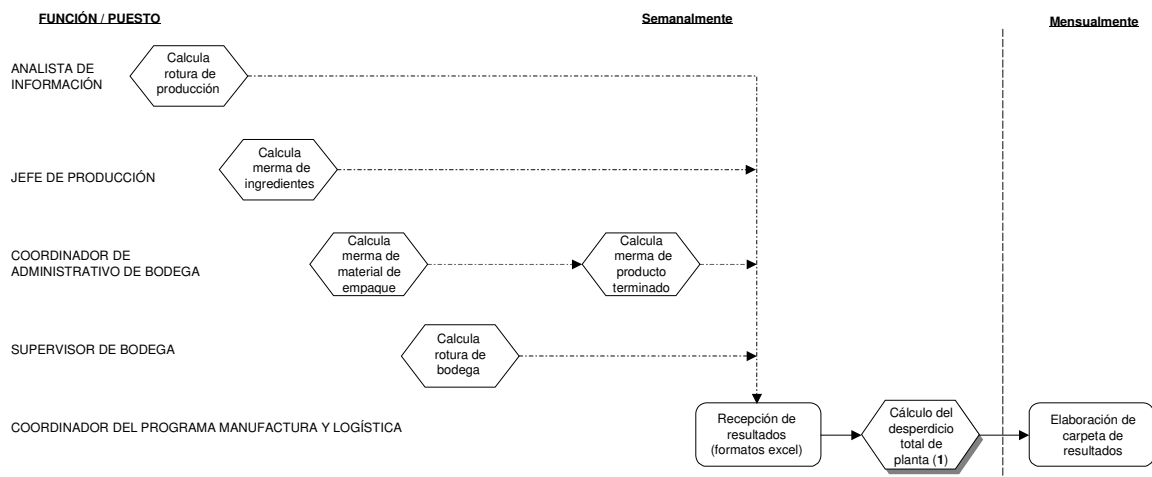 FUNCIÓN / PUESTO
Semanalmente
Mensualmente
ANALISTA DE
INFORMACIÓN
Calcula
rotura de
producción
JEFE DE PRODUCCIÓN
Calcula
merma de
ingredientes
COORDINADOR DE
ADMINISTRATIVO DE BODEGA
Calcula
merma de
material de
empaque
Calcula
merma de
producto
terminado
SUPERVISOR DE BODEGA
Calcula
rotura de
bodega
COORDINADOR DEL PROGRAMA MANUFACTURA Y LOGÍSTICA
Recepción de
resultados
(formatos excel)
Cálculo del
desperdicio
total de
planta (1)
Elaboración de
carpeta de
resultados